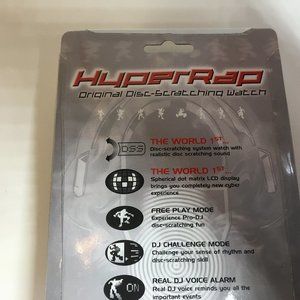 HyperRap
Original Disc-Scratching Watch
DSS
THE WORLD 1ST...
Disc-scratching system watch with
realistic disc scratching sound
THE WORLD 1ST...
Spherical dot matrix LCD display
brings you completely new cyber
experience
FREE PLAY MODE
Experience Pro-DJ
disc-scratching fun
DJ CHALLENGE MODE
Challenge your sense of rhythm and
disc-scratching skill
ON
REAL DJ VOICE ALARM
Real DJ voice reminds you all the
important events